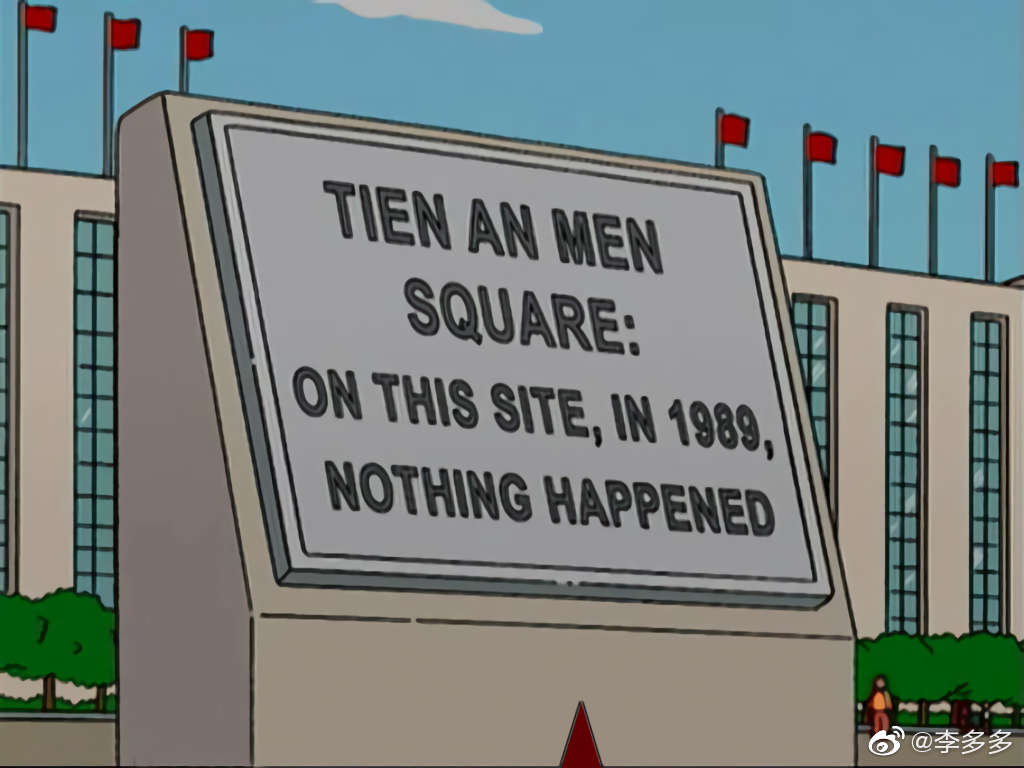 TIEN AN MEN
SQUARE:
ON THIS SITE, IN 1989,
NOTHING HAPPENED
@李多多